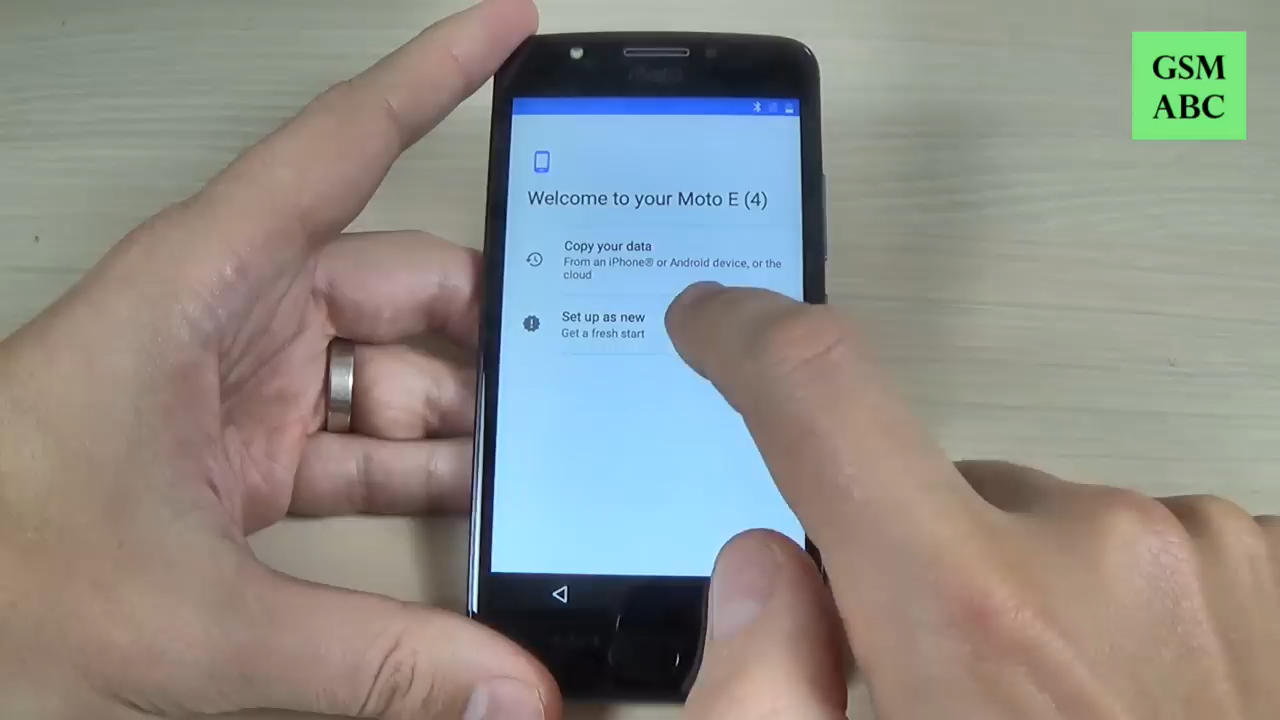 GSM
ABC
Welcome to your Moto E (4)
Copy your data
From an iPhone® or Android device, or the
cloud
Set up as new
Get a fresh start